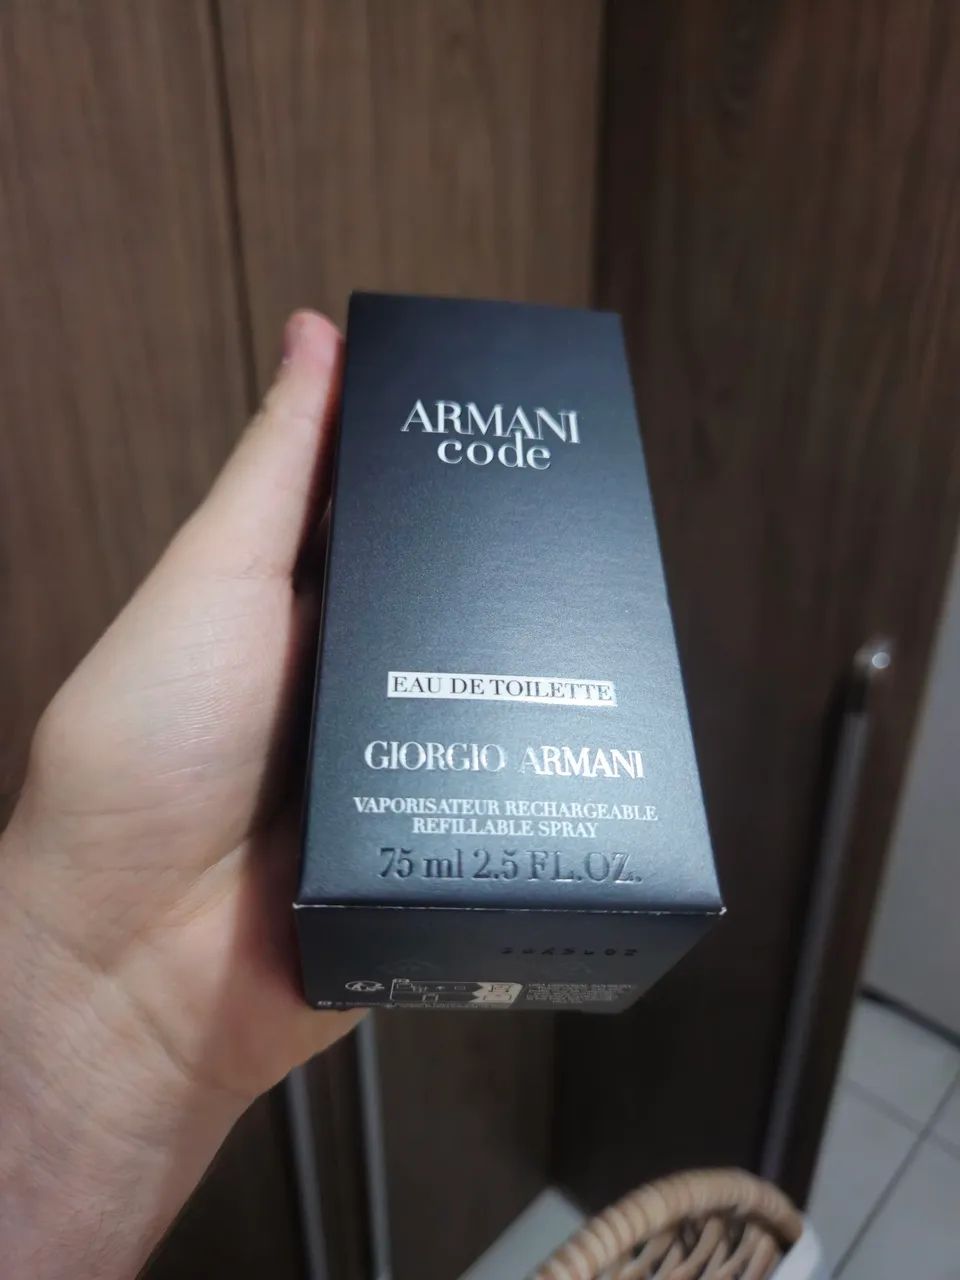 ARMANI
code
EAU DE TOILETTE
GIORGIO ARMANI
VAPORISATEUR RECHARGEABLE
REFILLABLE SPRAY
75 ml 2.5 FL.OZ.